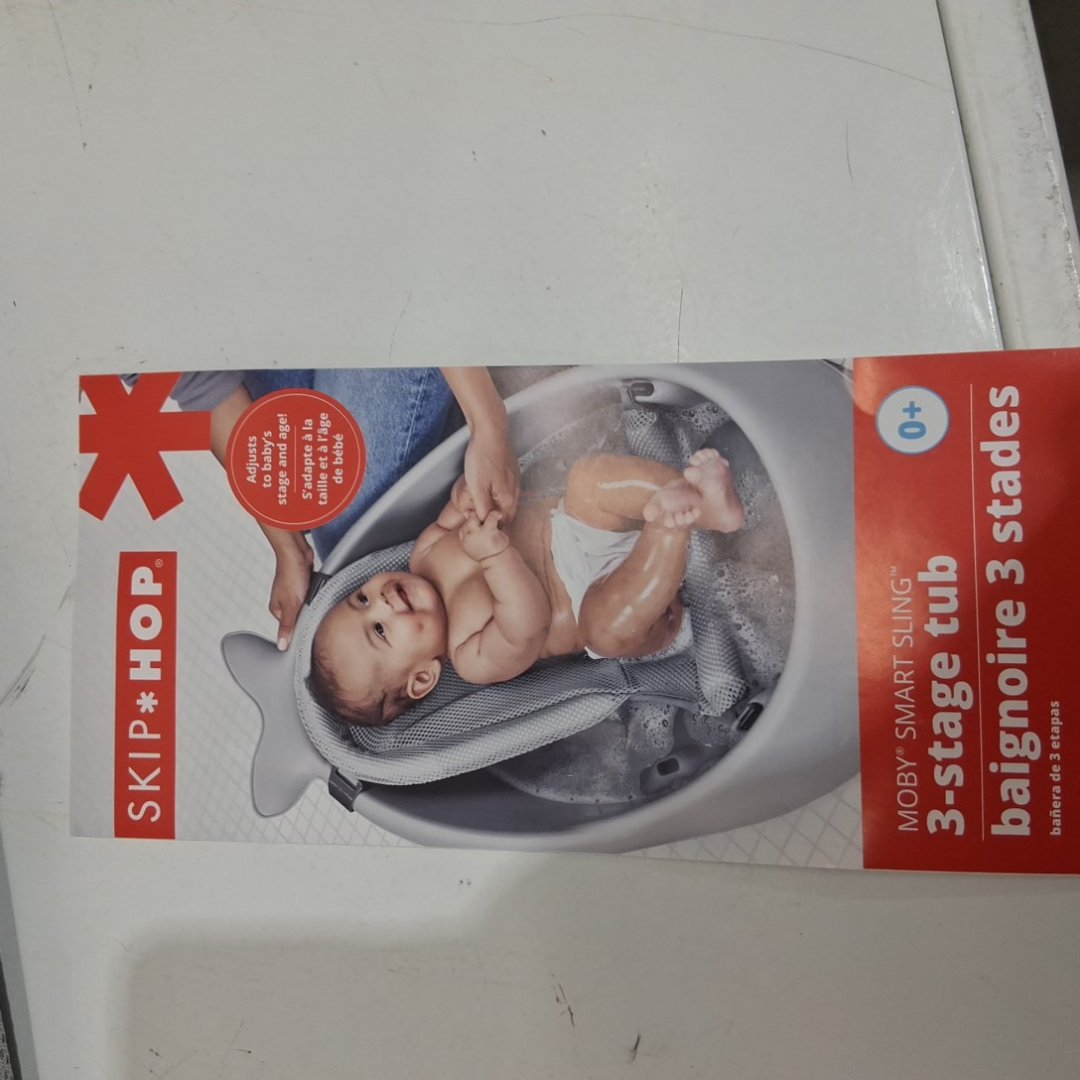 SKIP*HOP®
Adjusts
to baby's
stage and age!
S'adapte à la
taille et à l'âge
de bébé
0+
MOBY® SMART SLING™
3-stage tub
baignoire 3 stades
bañera de 3 etapas